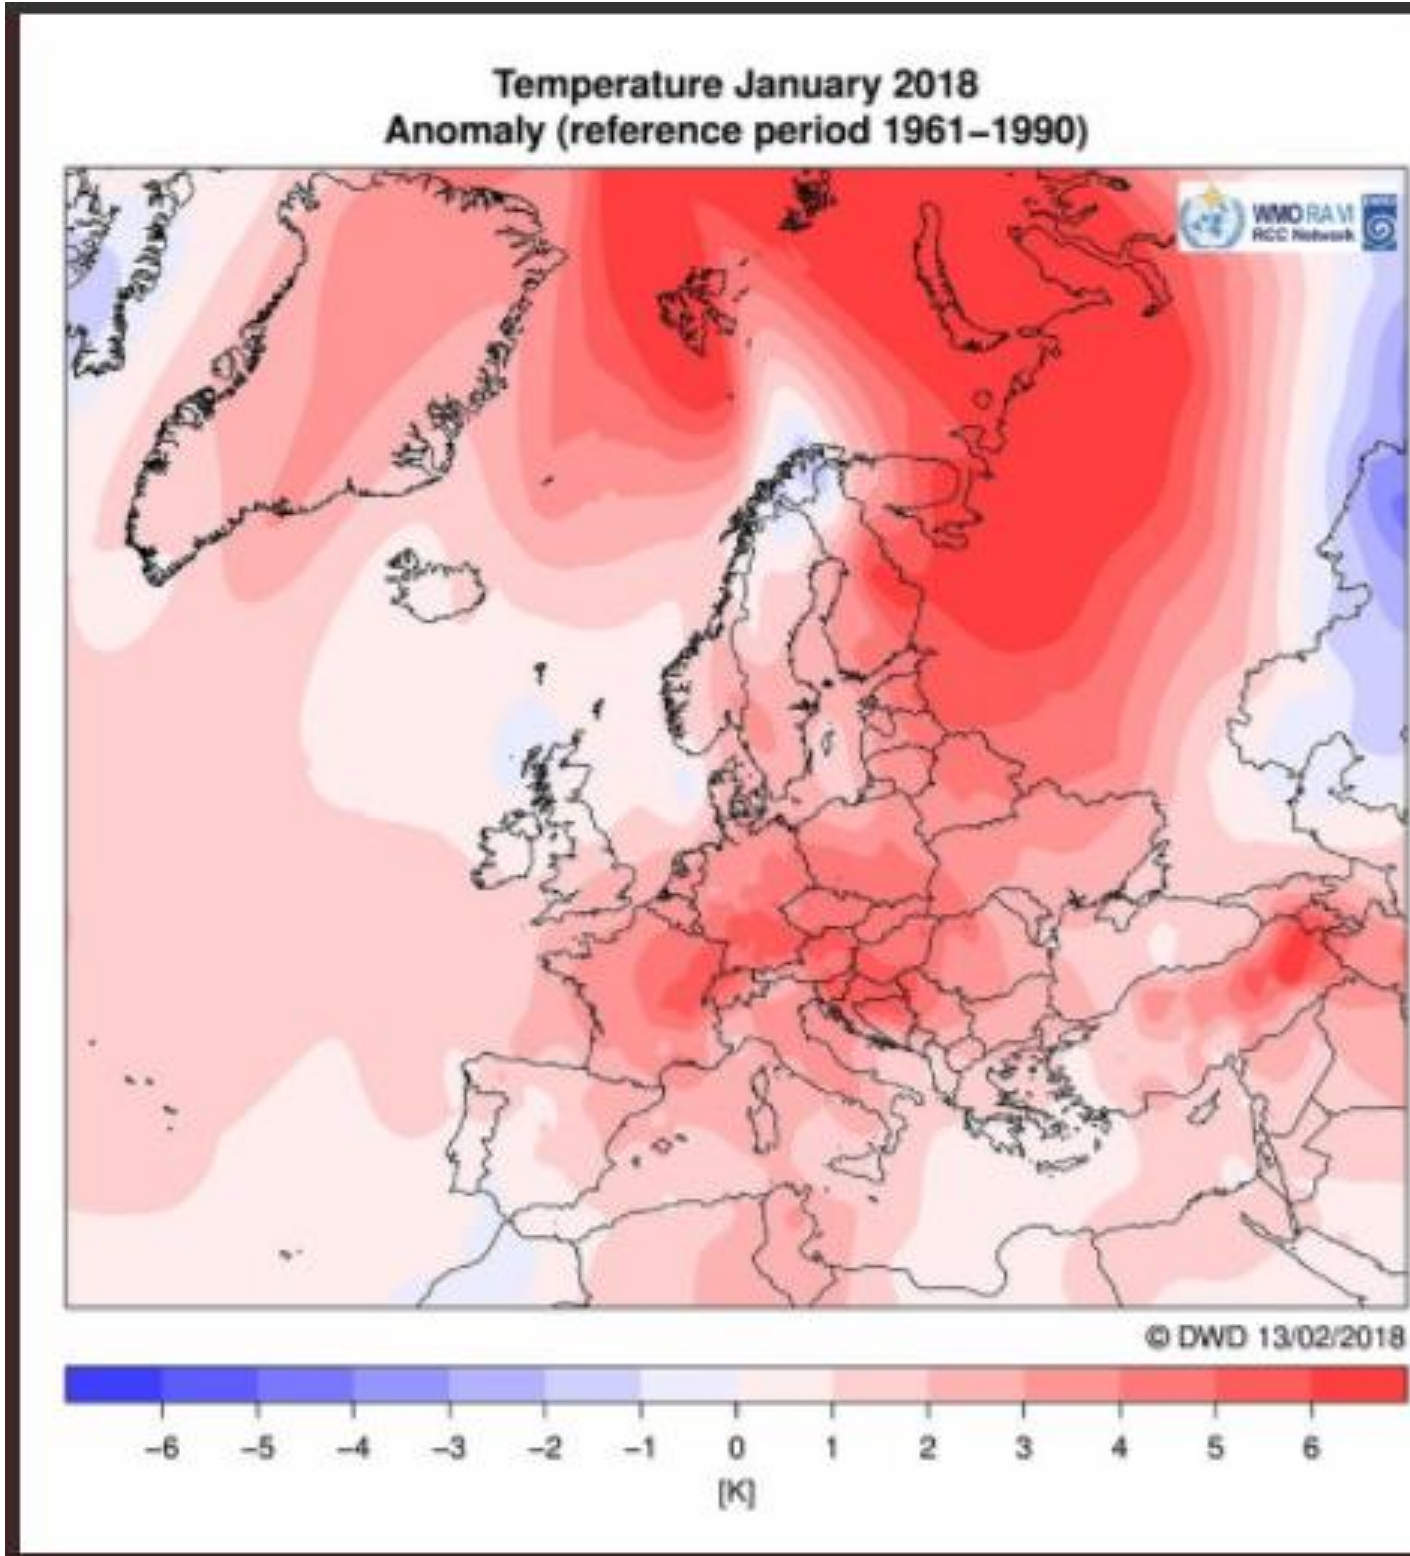 Temperature January 2018
Anomaly (reference period 1961–1990)
WMO RA VI
RCC Network
© DWD 13/02/2018
−6 −5 −4 −3 −2 −1 0 1 2 3 4 5 6
[K]